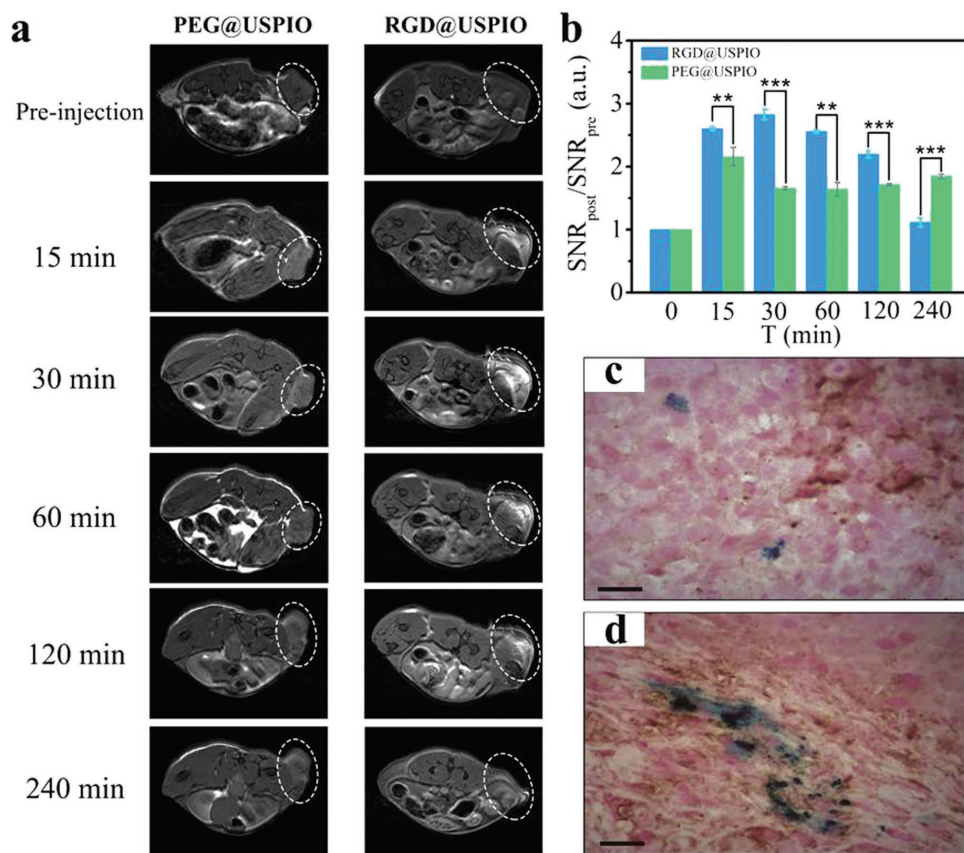 a
PEG@USPIO
RGD@USPIO
Pre-injection
15 min
30 min
60 min
120 min
240 min
b
SNRpost/SNRpre (a.u.)
4
3
2
1
0
RGD@USPIO
PEG@USPIO
**
***
**
***
***
0 15 30 60 120 240
T (min)
c
d